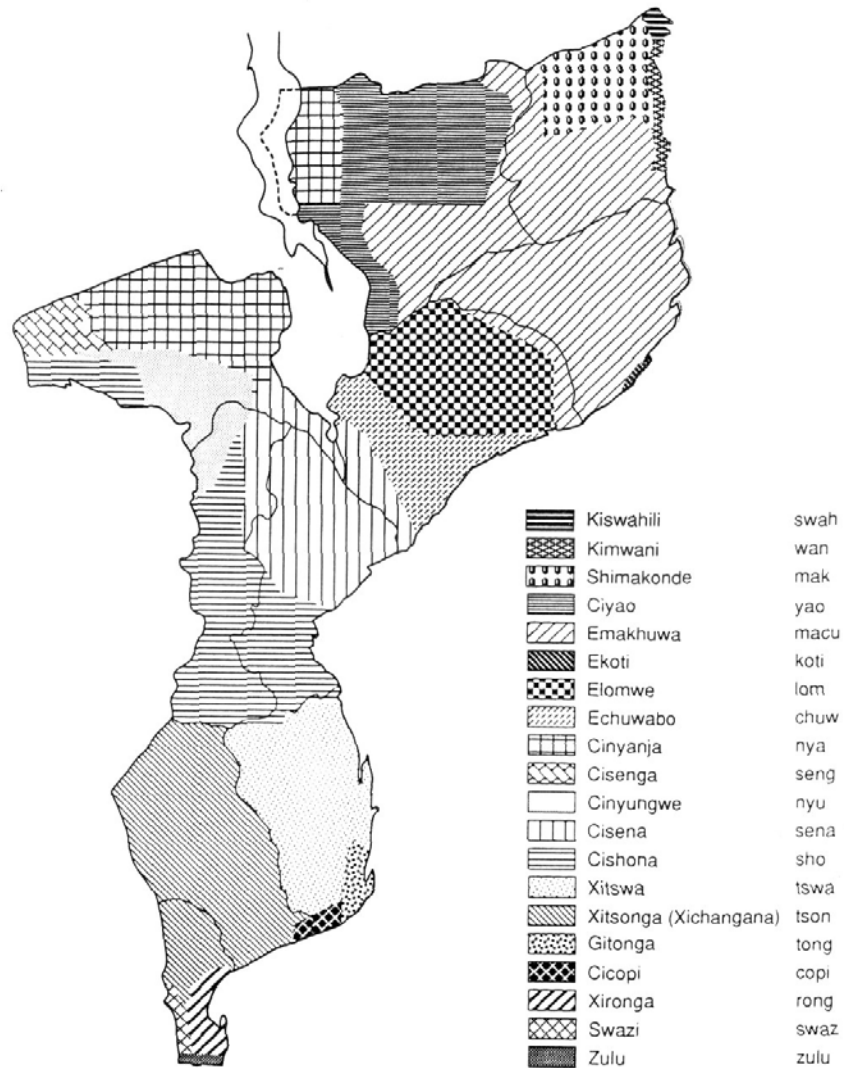 Kiswahili swah
Kimwani wan
Shimakonde mak
Ciyao yao
Emakhuwa macu
Ekoti koti
Elomwe lom
Echuwabo chuw
Cinyanja nya
Cisenga seng
Cinyungwe nyu
Cisena sena
Cishona sho
Xitswa tswa
Xitsonga (Xichangana) tson
Gitonga tong
Cicopi copi
Xironga rong
Swazi swaz
Zulu zulu